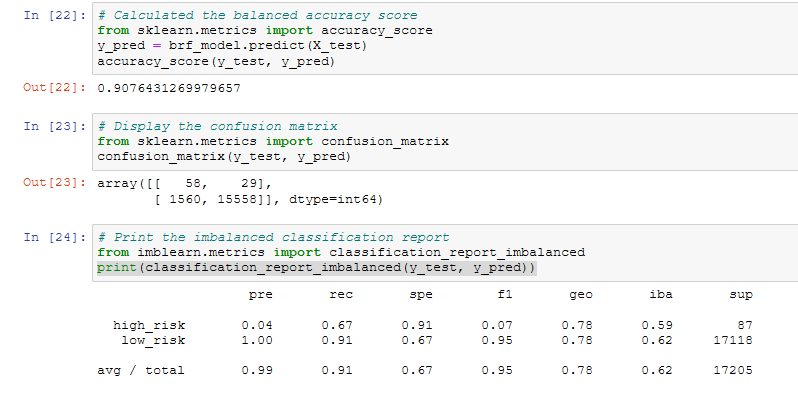 In [22]: # Calculated the balanced accuracy score
from sklearn.metrics import accuracy_score
y_pred = brf_model.predict(X_test)
accuracy_score(y_test, y_pred)
Out[22]: 0.9076431269979657
In [23]: # Display the confusion matrix
from sklearn.metrics import confusion_matrix
confusion_matrix(y_test, y_pred)
Out[23]: array([[   58,    29],
[ 1560, 15558]], dtype=int64)
In [24]: # Print the imbalanced classification report
from imblearn.metrics import classification_report_imbalanced
print(classification_report_imbalanced(y_test, y_pred))
pre rec spe f1 geo iba sup
high_risk 0.04 0.67 0.91 0.07 0.78 0.59 87
low_risk 1.00 0.91 0.67 0.95 0.78 0.62 17118
avg / total 0.99 0.91 0.67 0.95 0.78 0.62 17205